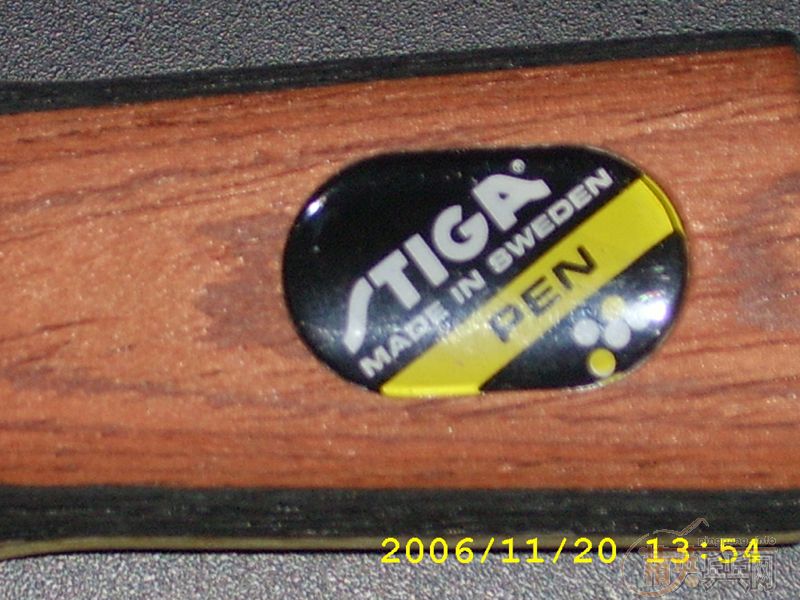 STIGA®
MADE IN SWEDEN
PEN
2006/11/20 13:54